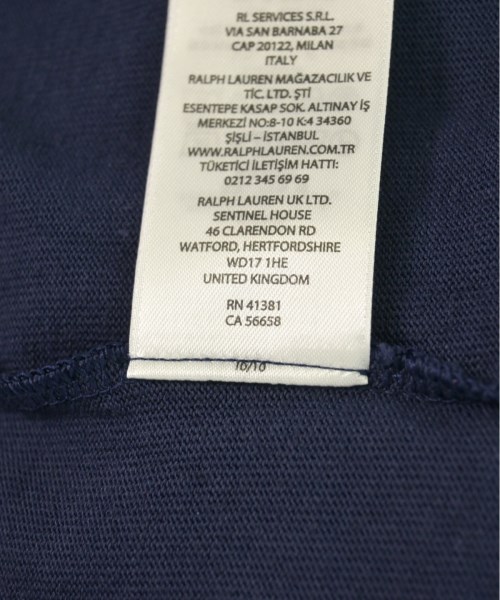 RL SERVICES S.R.L.
VIA SAN BARNABA 27
CAP 20122, MILAN
ITALY
RALPH LAUREN MAĞAZACILIK VE
TİC. LTD. ŞTİ
ESENTEPE KASAP SOK. ALTINAY İŞ
MERKEZİ NO:8-10 K:4 34360
ŞİŞLİ – İSTANBUL
WWW.RALPHLAUREN.COM.TR
TÜKETİCİ İLETİŞİM HATTI:
0212 345 69 69
RALPH LAUREN UK LTD.
SENTINEL HOUSE
46 CLARENDON RD
WATFORD, HERTFORDSHIRE
WD17 1HE
UNITED KINGDOM
RN 41381
CA 56658